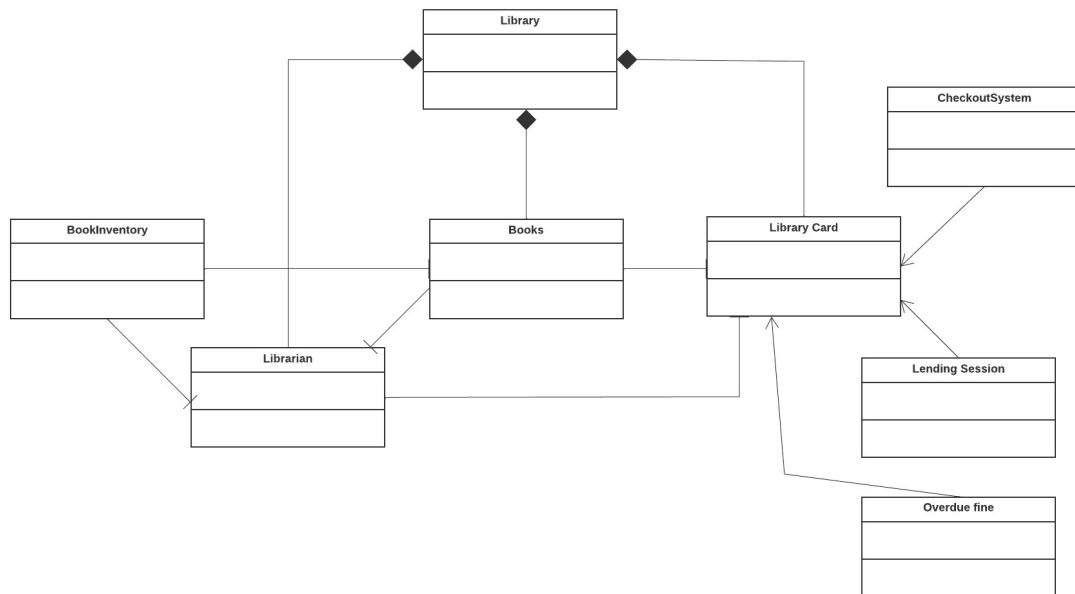 Library
CheckoutSystem
BookInventory
Books
Library Card
Librarian
Lending Session
Overdue fine